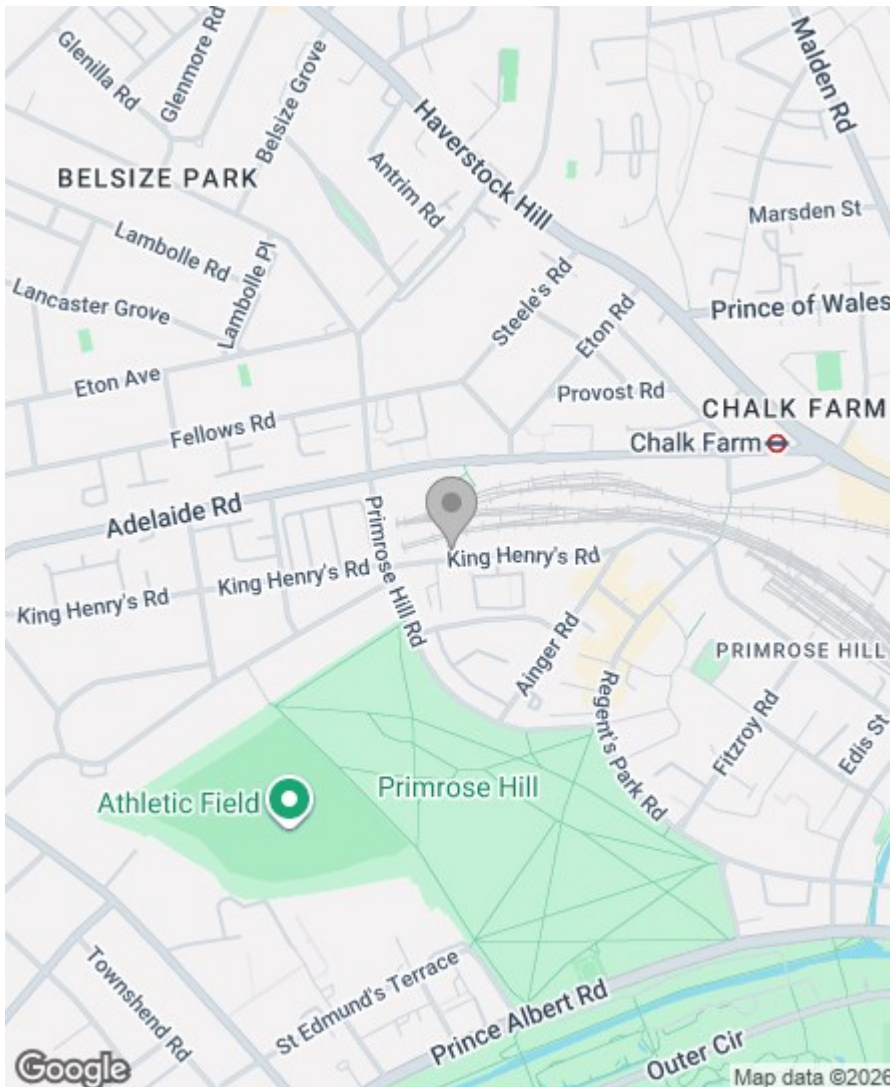 Glenilla Rd
Glenmore Rd
Belsize Grove
Malden Rd
Haverstock Hill
BELSIZE PARK
Antrim Rd
Marsden St
Lambolle Rd
Lambolle Pl
Lancaster Grove
Steele's Rd
Prince of Wales
Eton Rd
Eton Ave
Provost Rd
CHALK FARM
Fellows Rd
Chalk Farm
Adelaide Rd
Primrose Hill Rd
King Henry's Rd
King Henry's Rd
King Henry's Rd
Ainger Rd
PRIMROSE HILL
Regent's Park Rd
Fitzroy Rd
Edis St
Athletic Field
Primrose Hill
Townshend Rd
St Edmund's Terrace
Prince Albert Rd
Outer Cir
Google
Map data ©2026